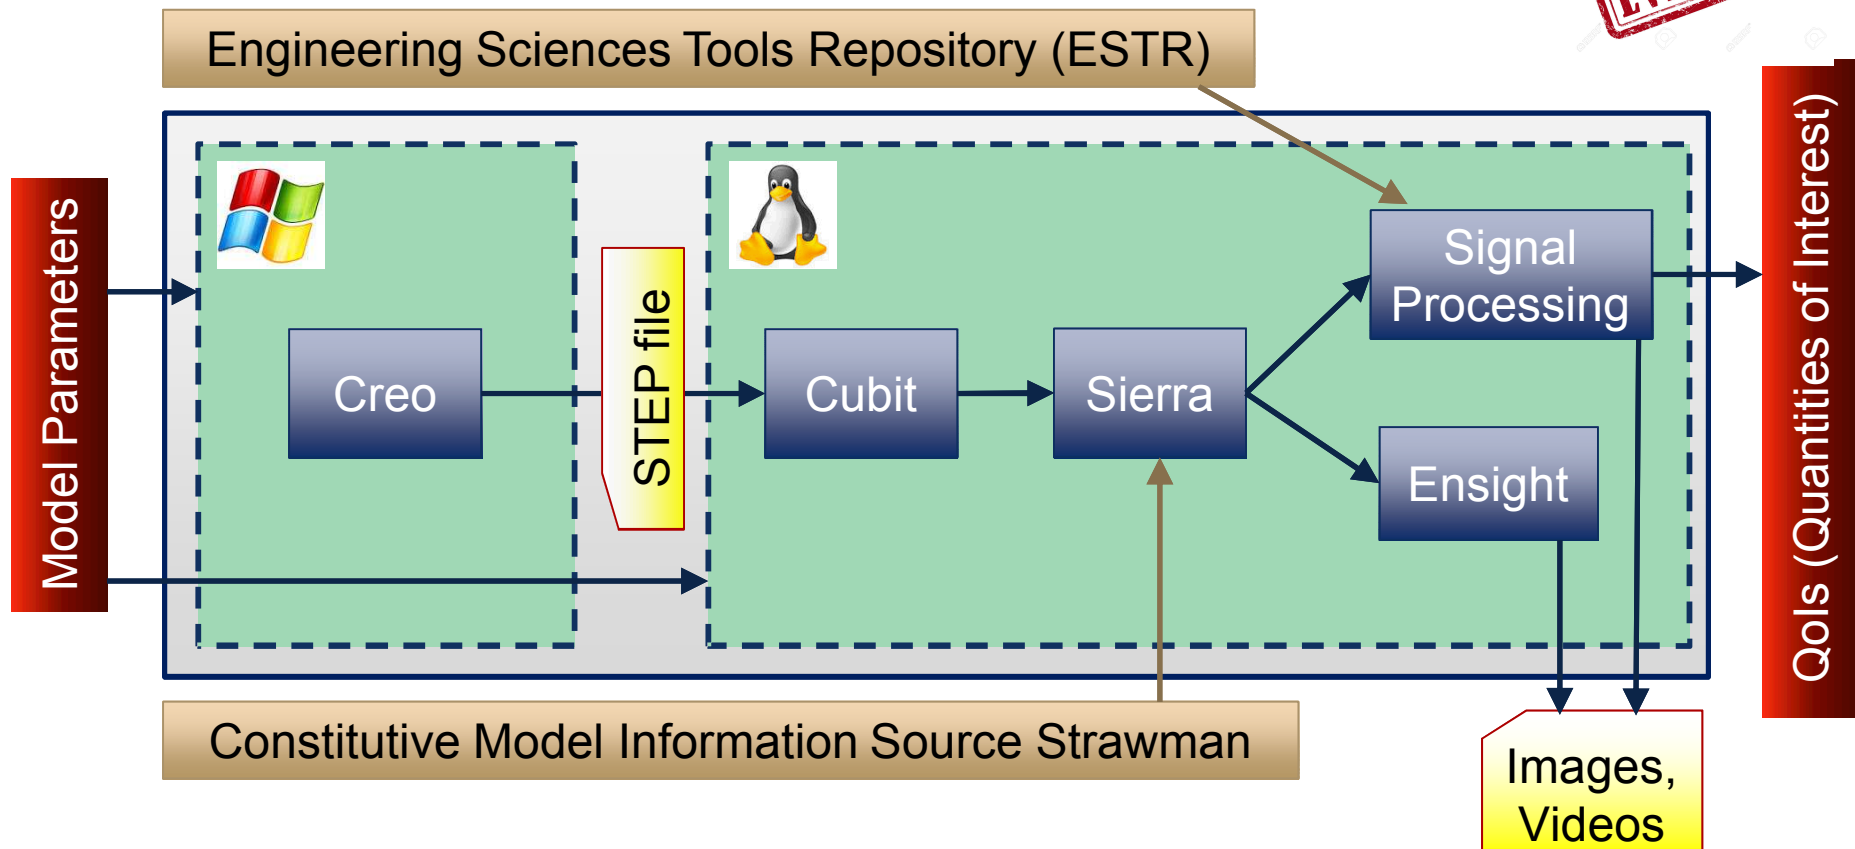 Engineering Sciences Tools Repository (ESTR)
Model Parameters
Creo
STEP file
Cubit
Sierra
Signal
Processing
Ensight
QoIs (Quantities of Interest)
Constitutive Model Information Source Strawman
Images,
Videos